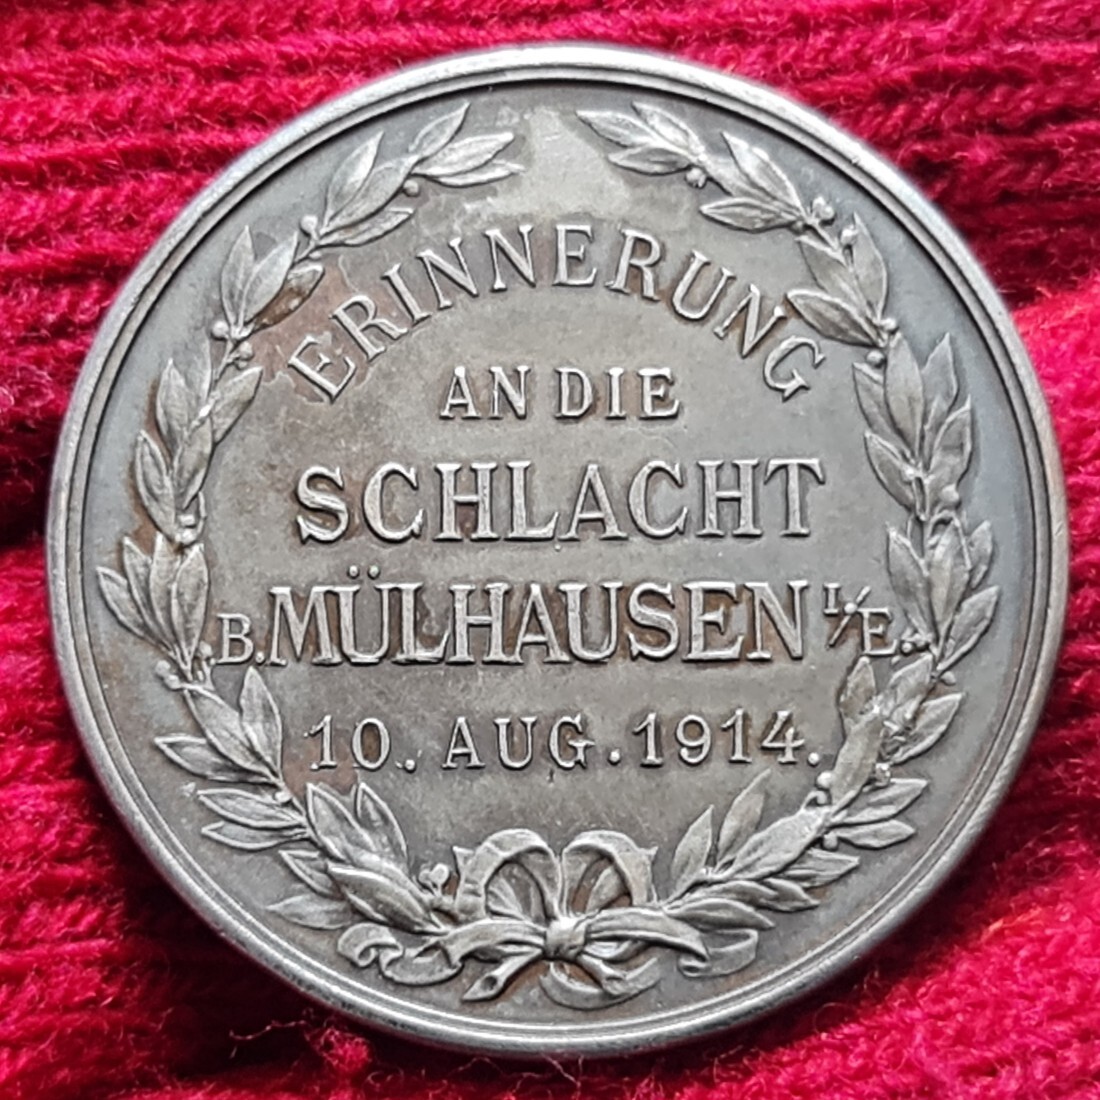 ERINNERUNG
AN DIE
SCHLACHT
B. MÜLHAUSEN I/E.
10. AUG. 1914.